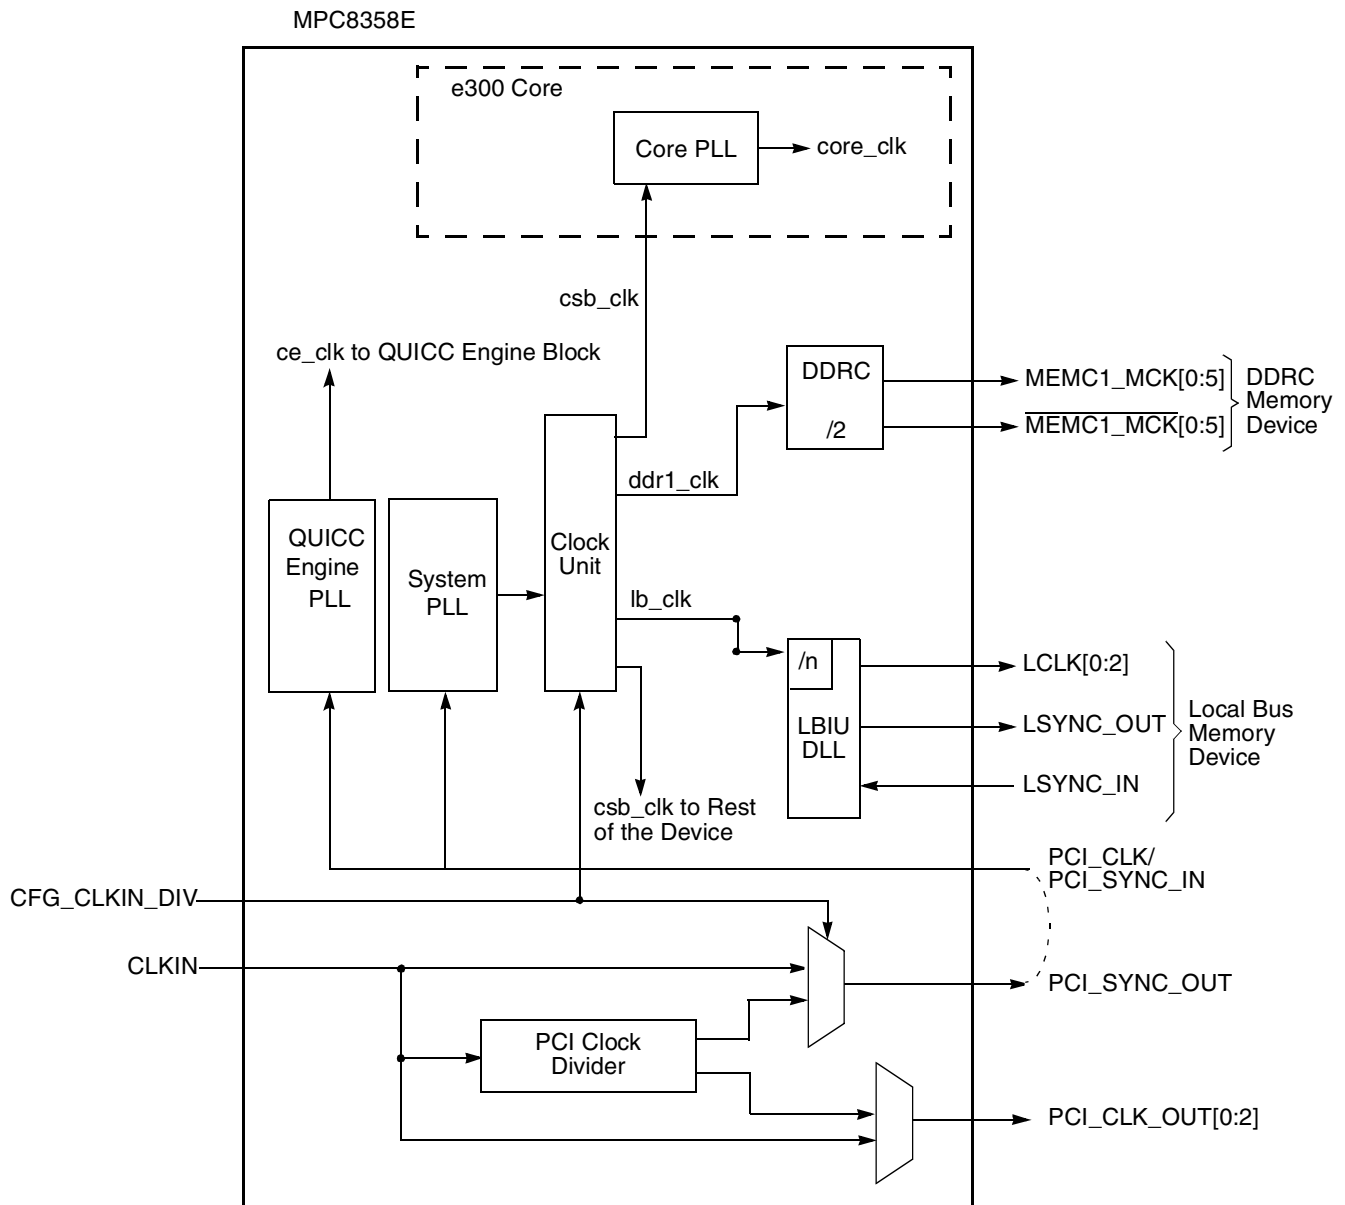 MPC8358E
e300 Core
Core PLL
core_clk
csb_clk
ce_clk to QUICC Engine Block
DDRC
/2
MEMC1_MCK[0:5]
MEMC1_MCK[0:5]
DDRC
Memory
Device
ddr1_clk
QUICC
Engine
PLL
System
PLL
Clock
Unit
lb_clk
/n
LBIU
DLL
LCLK[0:2]
LSYNC_OUT
LSYNC_IN
Local Bus
Memory
Device
csb_clk to Rest
of the Device
PCI_CLK/
PCI_SYNC_IN
CFG_CLKIN_DIV
CLKIN
PCI_SYNC_OUT
PCI Clock
Divider
PCI_CLK_OUT[0:2]